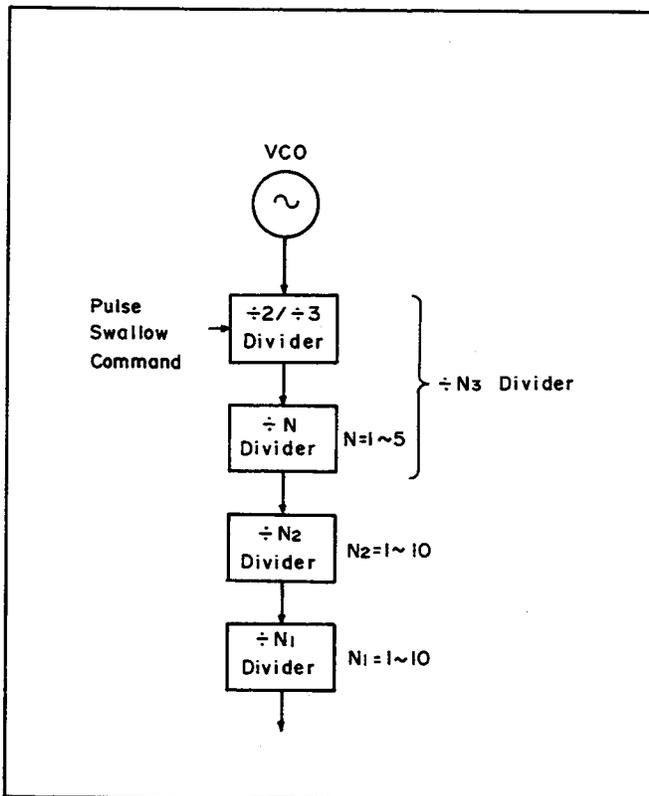 VCO
Pulse
Swallow
Command
÷2/÷3
Divider
÷N3 Divider
÷N
Divider
N=1~5
÷N2
Divider
N2=1~10
÷N1
Divider
N1=1~10